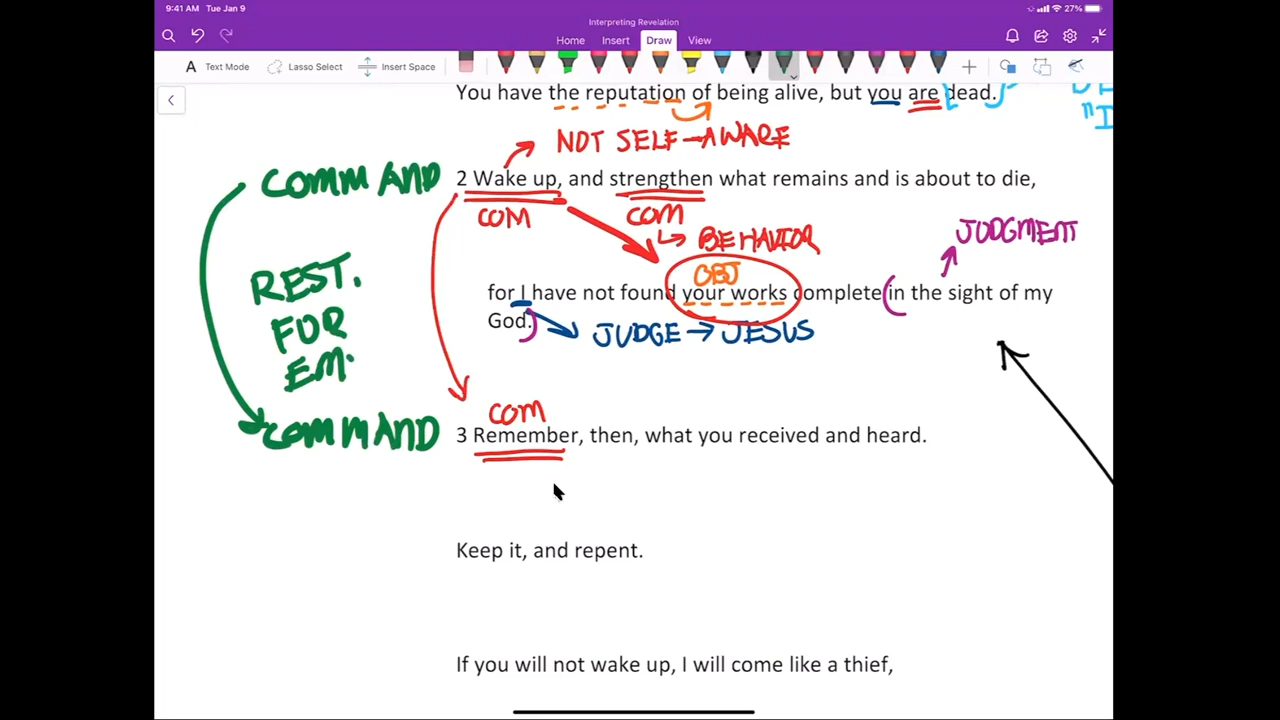 9:41 AM Tue Jan 9
27%
Interpreting Revelation
Home Insert Draw View
A Text Mode Lasso Select Insert Space
You have the reputation of being alive, but you are dead.
NOT SELF-AWARE
COMMAND
2 Wake up, and strengthen what remains and is about to die,
COM COM
BEHAVIOR
JUDGMENT
OBJ
REST.
FOR
EM.
for I have not found your works complete in the sight of my
God.
JUDGE → JESUS
COM
COMMAND
3 Remember, then, what you received and heard.
Keep it, and repent.
If you will not wake up, I will come like a thief,